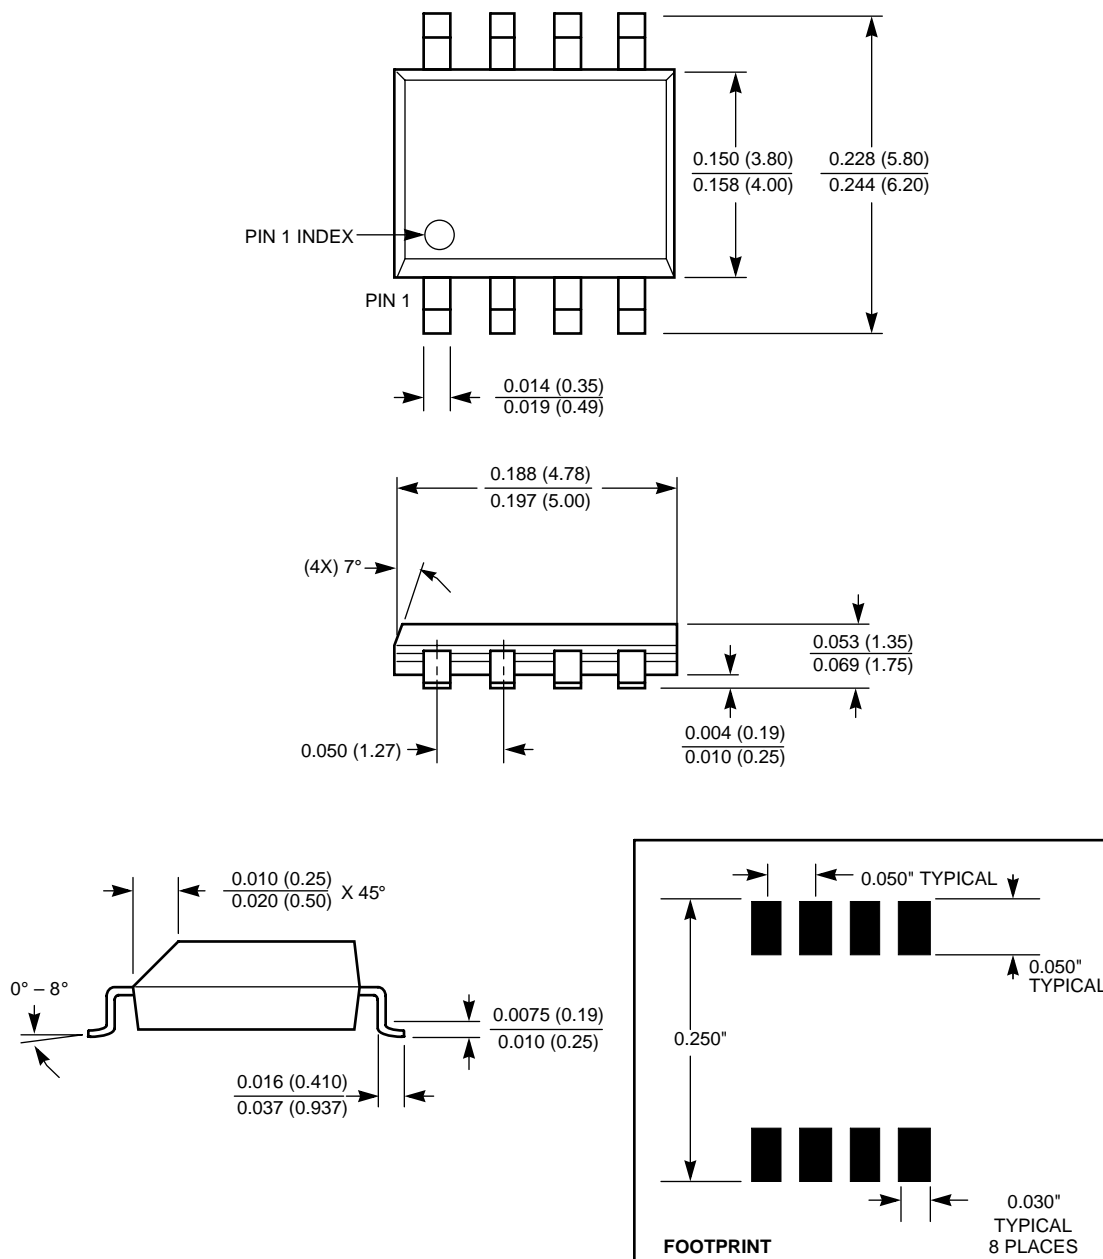 0.150 (3.80)
0.158 (4.00)
0.228 (5.80)
0.244 (6.20)
PIN 1 INDEX
PIN 1
0.014 (0.35)
0.019 (0.49)
0.188 (4.78)
0.197 (5.00)
(4X) 7°
0.053 (1.35)
0.069 (1.75)
0.004 (0.19)
0.010 (0.25)
0.050 (1.27)
0.010 (0.25)
0.020 (0.50)
X 45°
0° – 8°
0.0075 (0.19)
0.010 (0.25)
0.016 (0.410)
0.037 (0.937)
0.050" TYPICAL
0.050"
TYPICAL
0.250"
0.030"
TYPICAL
8 PLACES
FOOTPRINT